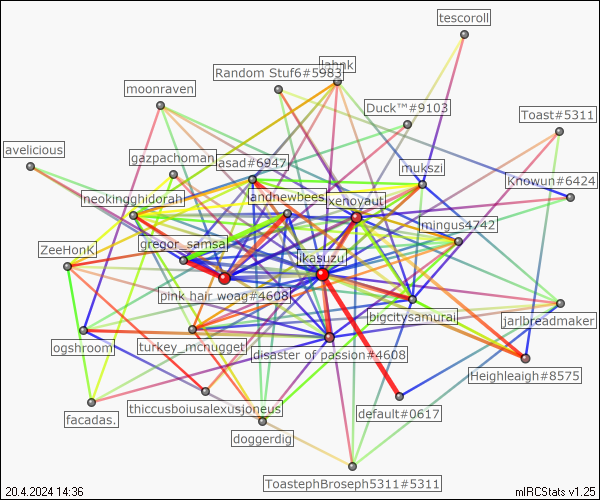 tescoroll
lahnk
Random Stuf6#5983
moonraven
Duck™#9103
Toast#5311
avelicious
gazpachoman
asad#6947
mukszi
Knowun#6424
neokingghidorah
andnewbees
xenoyaut
mingus4742
ZeeHonK
gregor_samsa
ikasuzu
pink hair woag#4608
bigcitysamurai
jarlbreadmaker
ogshroom
turkey_mcnugget
disaster of passion#4608
Heighleigh#8575
facadas.
thiccusboiusalexusjoneus
default#0617
doggerdig
ToastephBroseph5311#5311
20.4.2024 14:36
mIRCStats v1.25